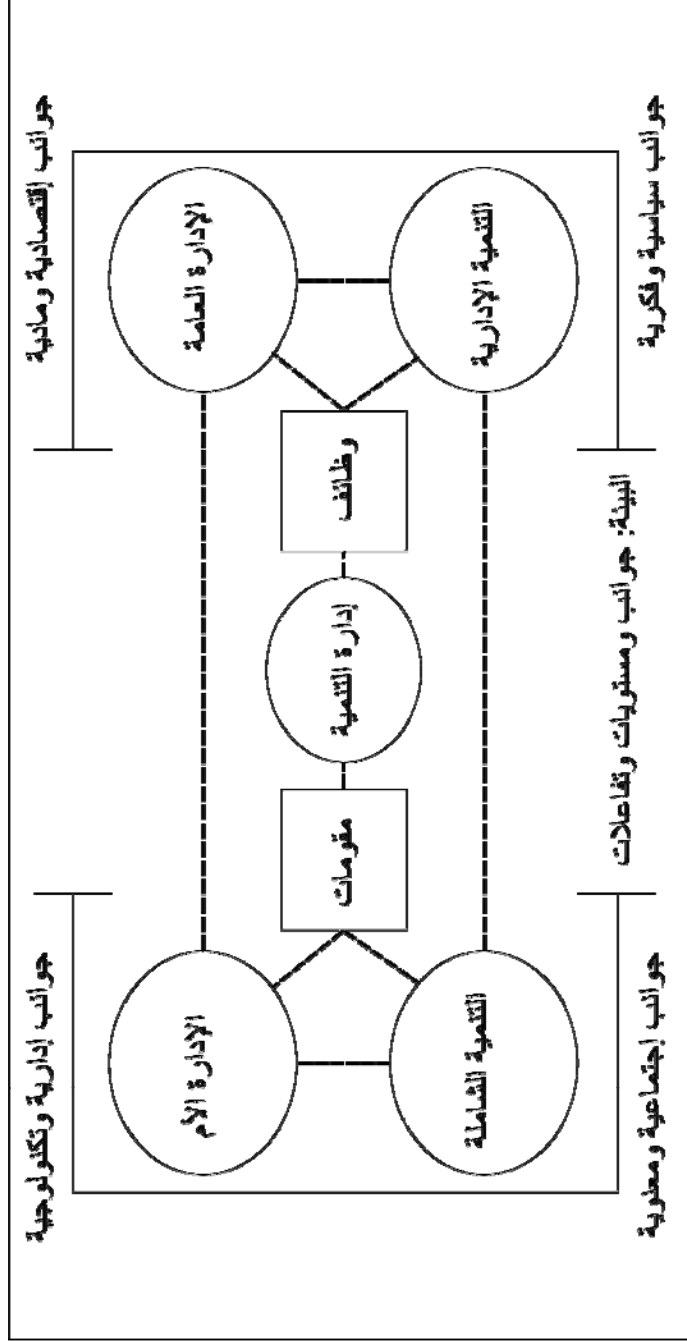 جوانب إقتصادية ومادية
جوانب إدارية وتكنولوجية
الإدارة العامة
الإدارة الأم
وظائف
إدارة التنمية
مقومات
التنمية الإدارية
التنمية الشاملة
البيئة: جوانب ومستويات وتفاعلات
جوانب سياسية وفكرية
جوانب إجتماعية ومعنوية